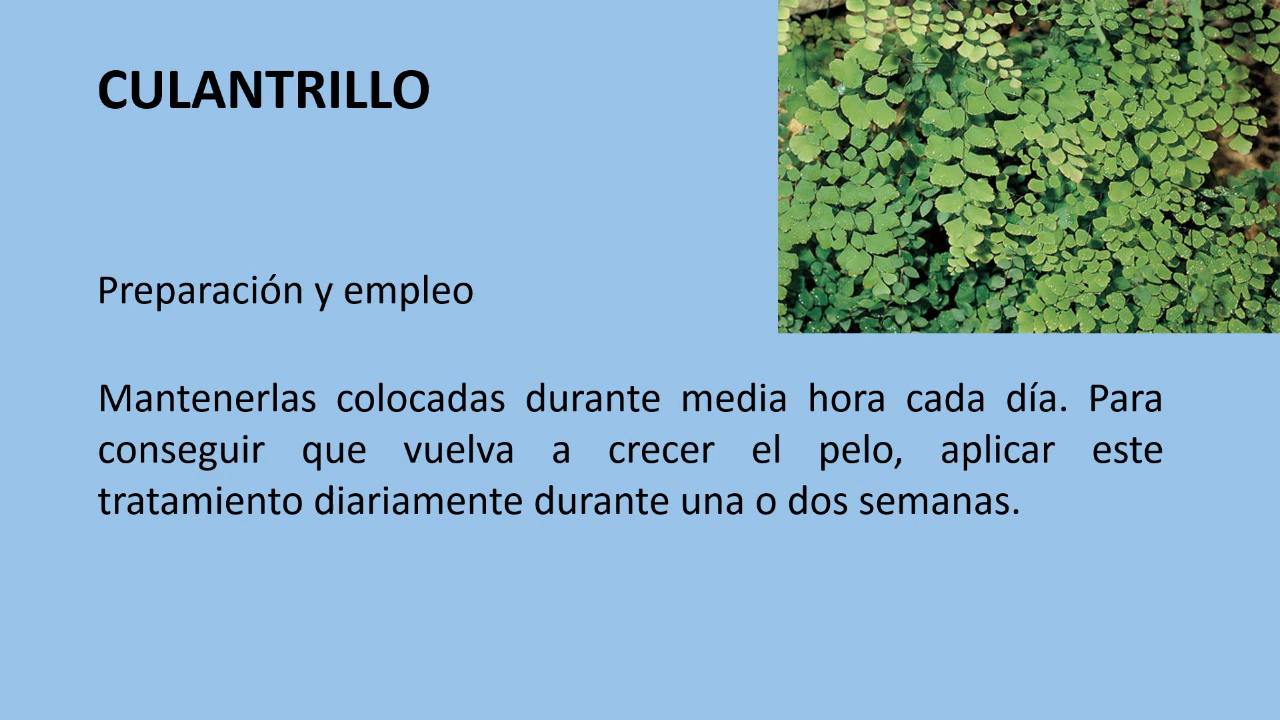 CULANTRILLO
Preparación y empleo
Mantenerlas colocadas durante media hora cada día. Para
conseguir que vuelva a crecer el pelo, aplicar este
tratamiento diariamente durante una o dos semanas.